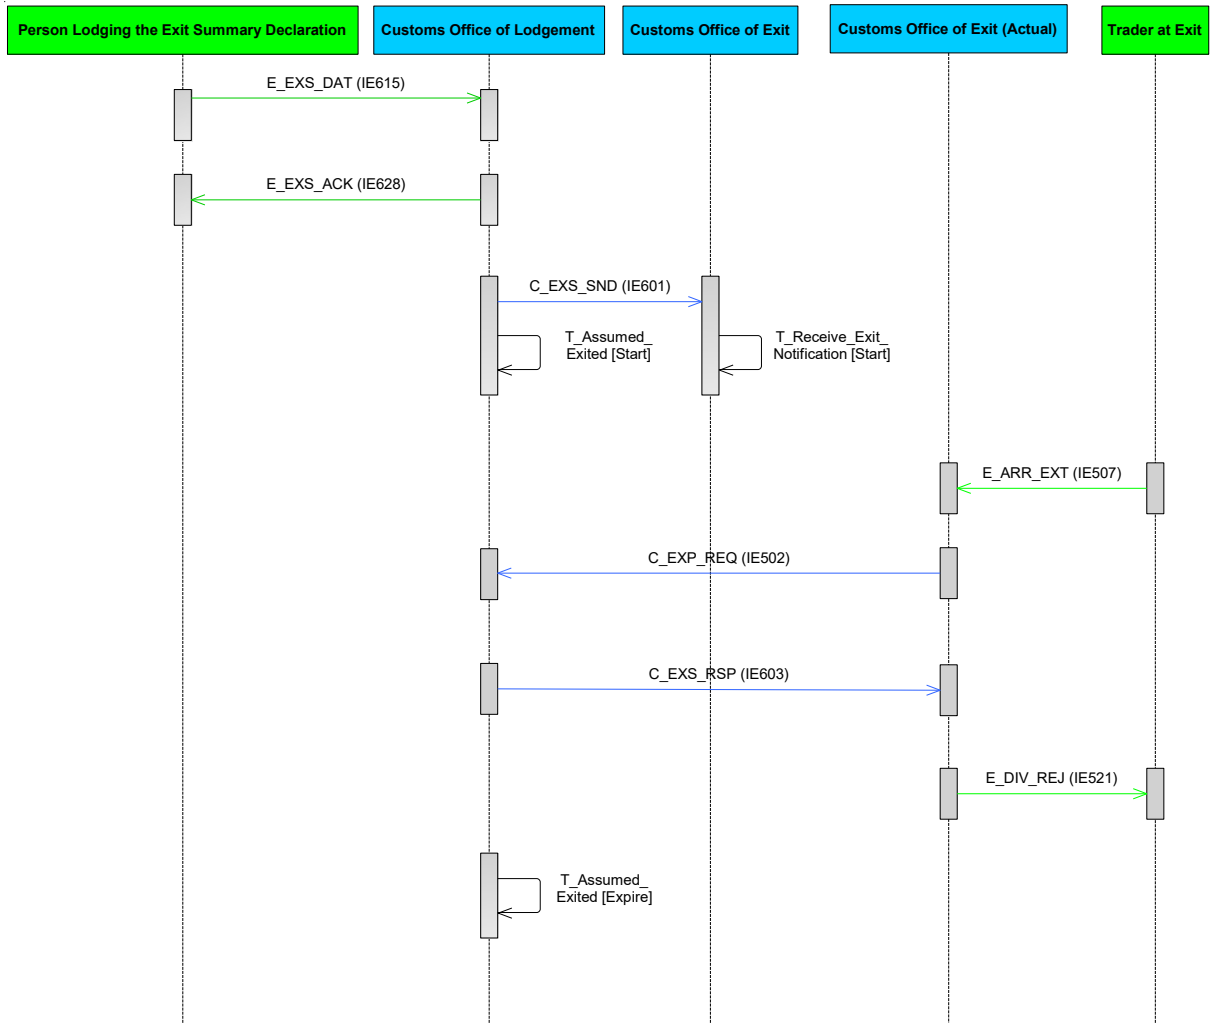 Person Lodging the Exit Summary Declaration
Customs Office of Lodgement
Customs Office of Exit
Customs Office of Exit (Actual)
Trader at Exit
E_EXS_DAT (IE615)
E_EXS_ACK (IE628)
C_EXS_SND (IE601)
T_Assumed_
Exited [Start]
T_Receive_Exit_
Notification [Start]
E_ARR_EXT (IE507)
C_EXP_REQ (IE502)
C_EXS_RSP (IE603)
E_DIV_REJ (IE521)
T_Assumed_
Exited [Expire]